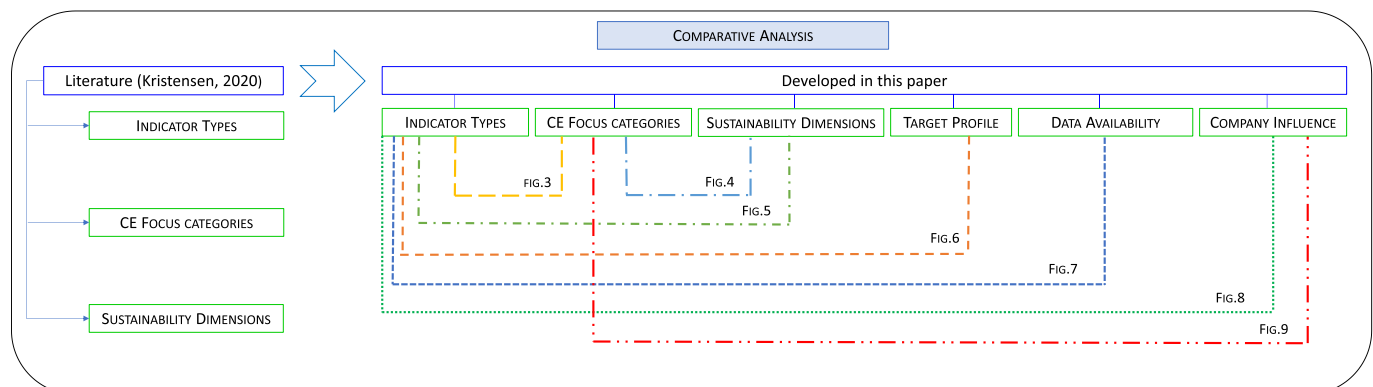 COMPARATIVE ANALYSIS
Literature (Kristensen, 2020)
Developed in this paper
INDICATOR TYPES
CE FOCUS CATEGORIES
SUSTAINABILITY DIMENSIONS
INDICATOR TYPES
CE FOCUS CATEGORIES
SUSTAINABILITY DIMENSIONS
TARGET PROFILE
DATA AVAILABILITY
COMPANY INFLUENCE
FIG.3
FIG.4
FIG.5
FIG.6
FIG.7
FIG.8
FIG.9